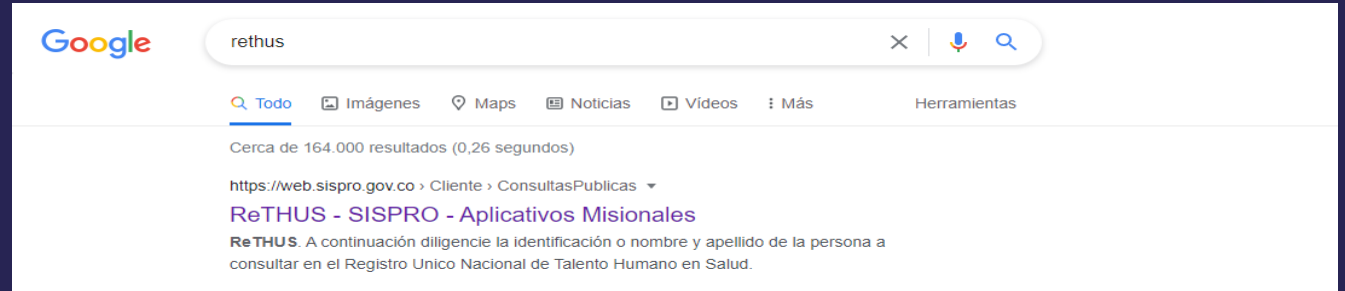 Google
rethus
Todo Imágenes Maps Noticias Vídeos Más Herramientas
Cerca de 164.000 resultados (0,26 segundos)
https://web.sispro.gov.co › Cliente › ConsultasPublicas
ReTHUS - SISPRO - Aplicativos Misionales
ReTHUS. A continuación diligencie la identificación o nombre y apellido de la persona a
consultar en el Registro Unico Nacional de Talento Humano en Salud.